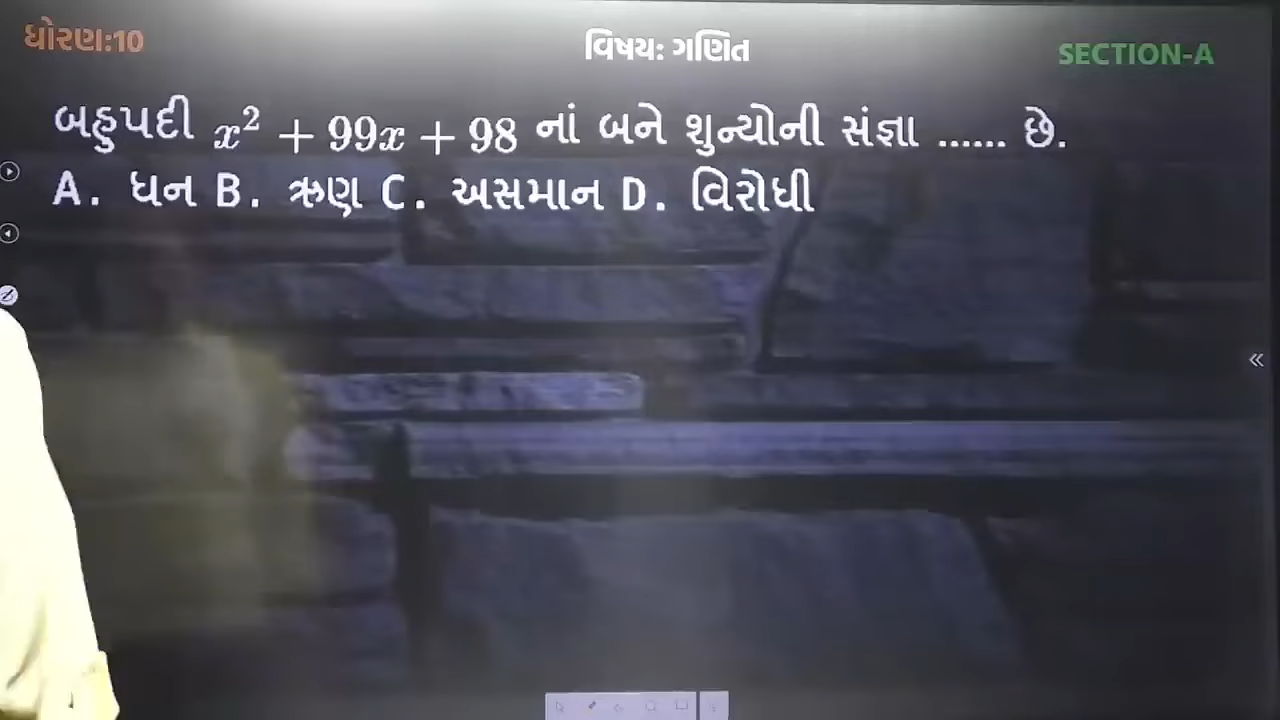 ધોરણ:10
વિષય: ગણિત
SECTION-A
બહુપદી x² + 99x + 98 નાં બને શુન્યોની સંજ્ઞા ...... છે.
A. ધન B. ઋણ C. અસમાન D. વિરોધી